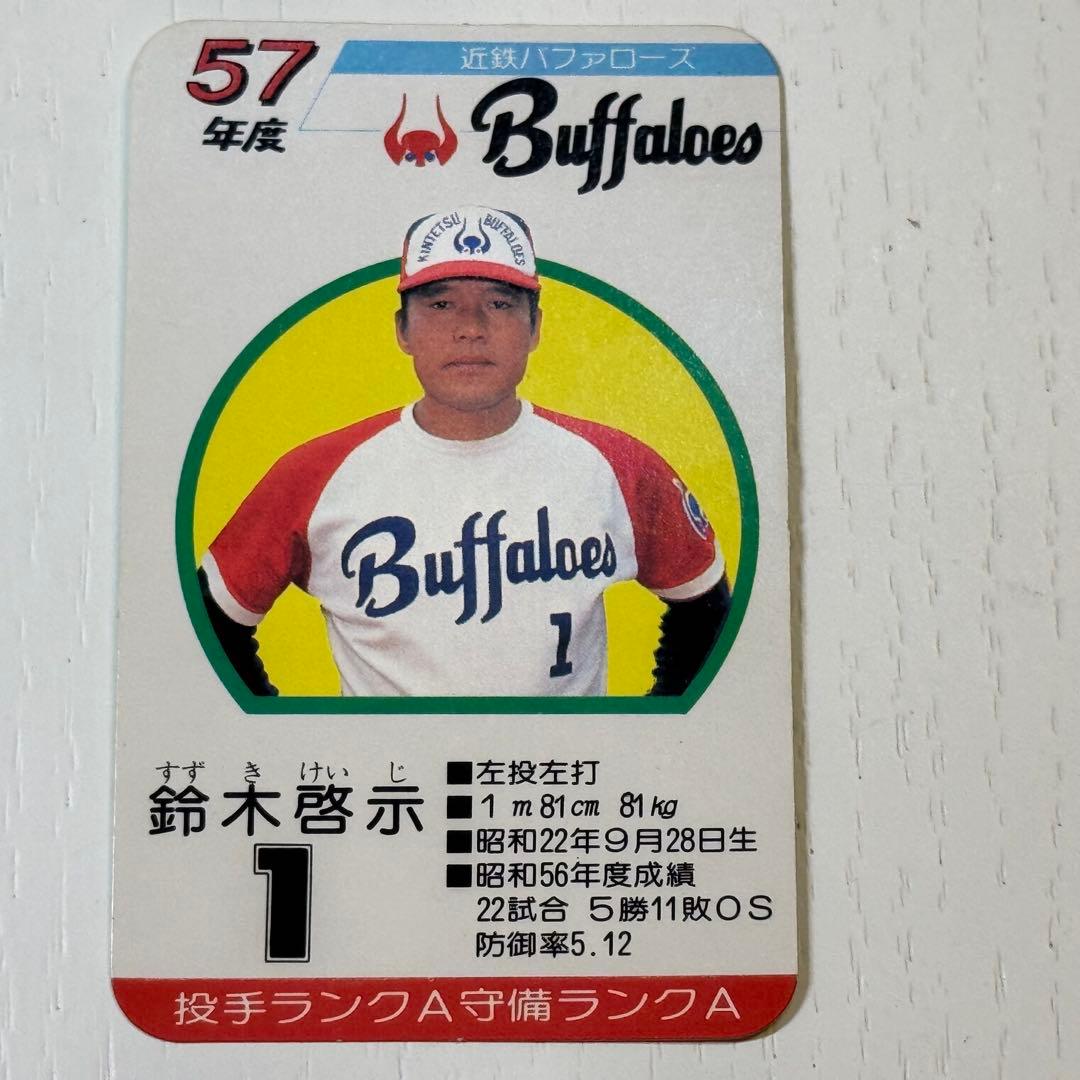 57
年度
近鉄バファローズ
Buffaloes
KINTETSU BUFFALOES
Buffaloes
1
すず き けい じ
鈴木啓示
1
■左投左打
■1m81cm 81kg
■昭和22年9月28日生
■昭和56年度成績
22試合 5勝11敗0S
防御率5.12
投手ランクA守備ランクA